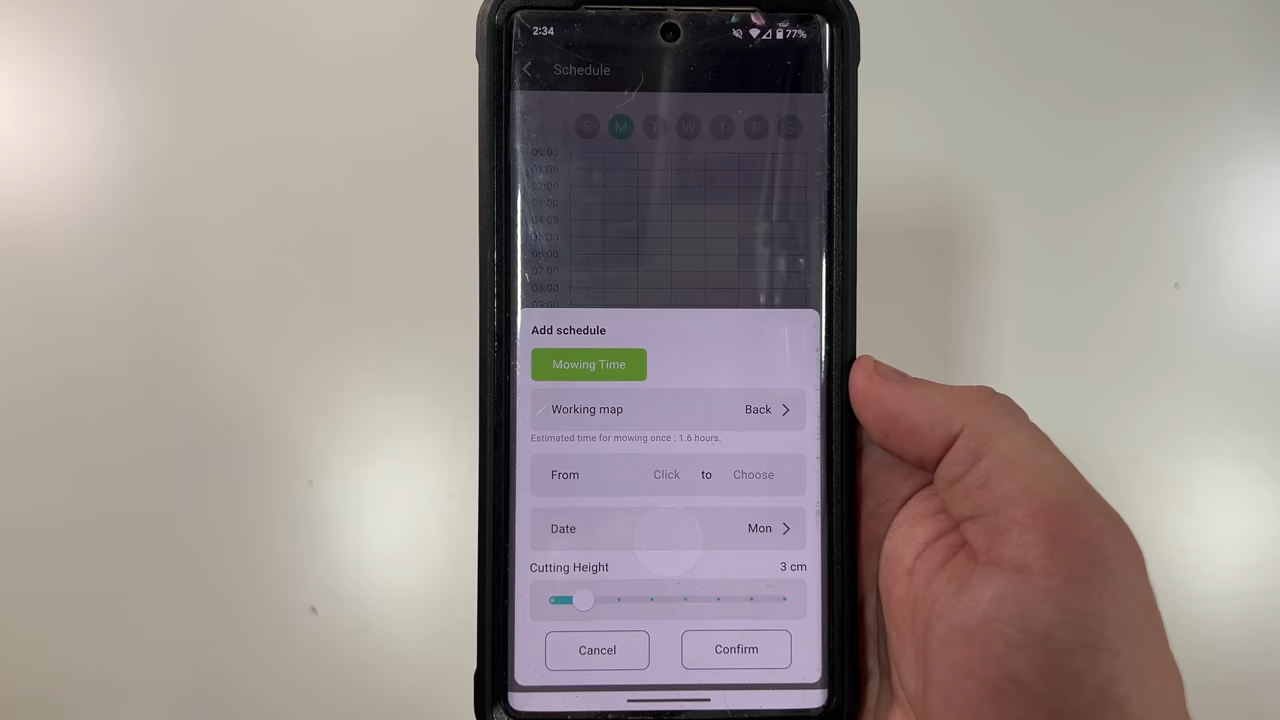 2:34 77%
Schedule
S M T W T F S
00:00
01:00
02:00
03:00
04:00
05:00
06:00
07:00
08:00
09:00
Add schedule
Mowing Time
Working map Back
Estimated time for mowing once : 1.6 hours.
From Click to Choose
Date Mon
Cutting Height 3 cm
Cancel Confirm